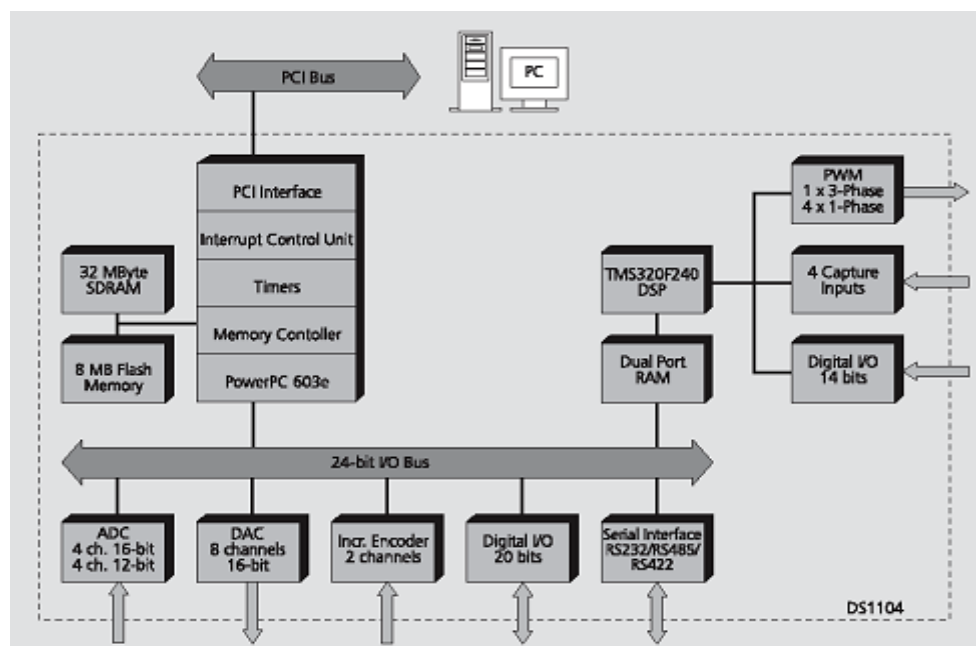 PCI Bus
PC
PCI Interface
Interrupt Control Unit
Timers
Memory Contoller
PowerPC 603e
32 MByte
SDRAM
8 MB Flash
Memory
TMS320F240
DSP
Dual Port
RAM
PWM
1 x 3-Phase
4 x 1-Phase
4 Capture
Inputs
Digital I/O
14 bits
24-bit I/O Bus
ADC
4 ch. 16-bit
4 ch. 12-bit
DAC
8 channels
16-bit
Incr. Encoder
2 channels
Digital I/O
20 bits
Serial Interface
RS232/RS485/
RS422
DS1104